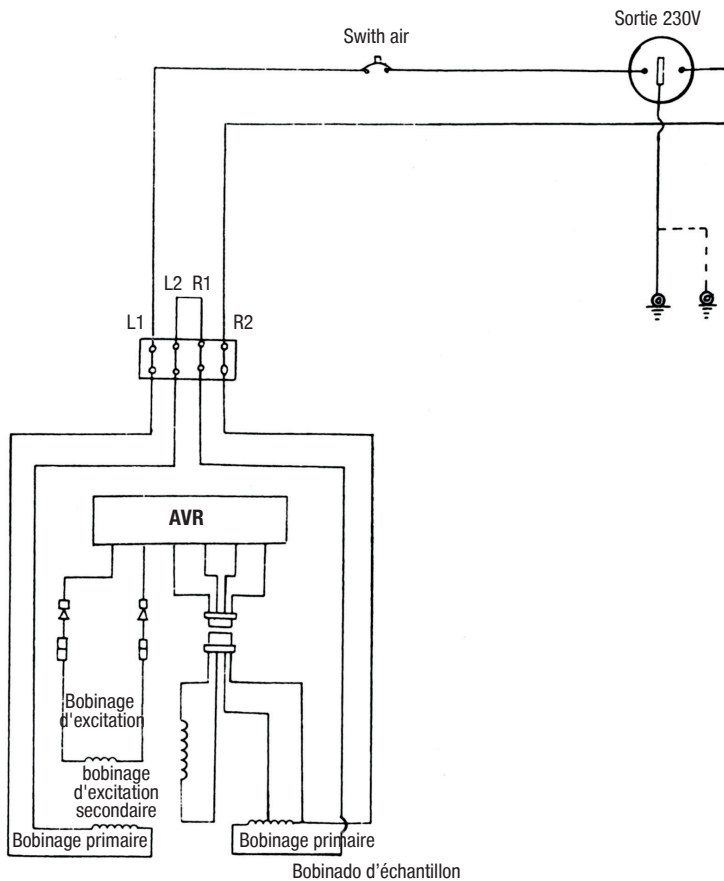 Sortie 230V
Swith air
L2 R1
L1
R2
AVR
Bobinage
d'excitation
bobinage
d'excitation
secondaire
Bobinage primaire
Bobinage primaire
Bobinado d'échantillon